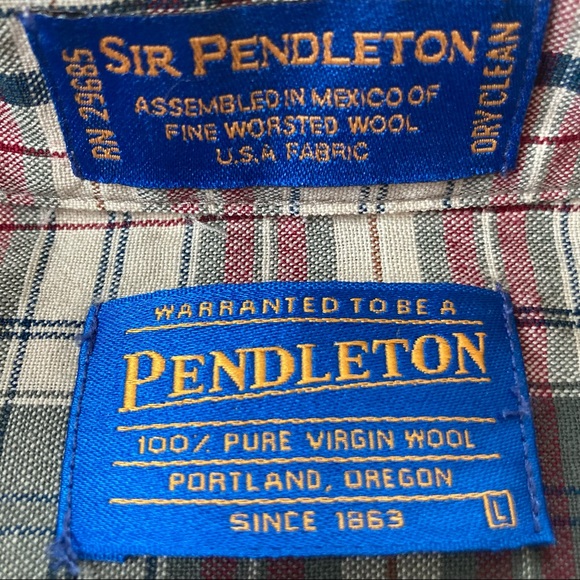 RN 29685
SIR PENDLETON
ASSEMBLED IN MEXICO OF
FINE WORSTED WOOL
U.S.A FABRIC
DRY CLEAN
WARRANTED TO BE A
PENDLETON
100% PURE VIRGIN WOOL
PORTLAND, OREGON
SINCE 1863
L